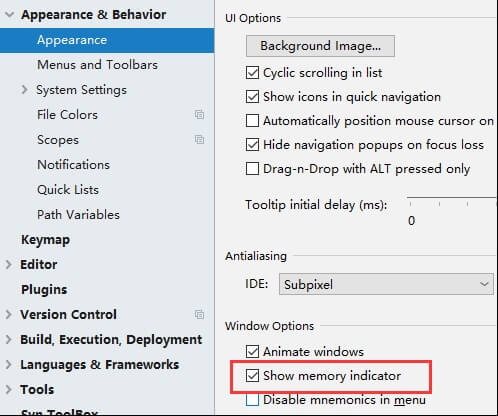 Appearance & Behavior
Appearance
Menus and Toolbars
System Settings
File Colors
Scopes
Notifications
Quick Lists
Path Variables
Keymap
Editor
Plugins
Version Control
Build, Execution, Deployment
Languages & Frameworks
Tools
Syn ToolBox
UI Options
Background Image...
Cyclic scrolling in list
Show icons in quick navigation
Automatically position mouse cursor on
Hide navigation popups on focus loss
Drag-n-Drop with ALT pressed only
Tooltip initial delay (ms):
0
Antialiasing
IDE: Subpixel
Window Options
Animate windows
Show memory indicator
Disable mnemonics in menu